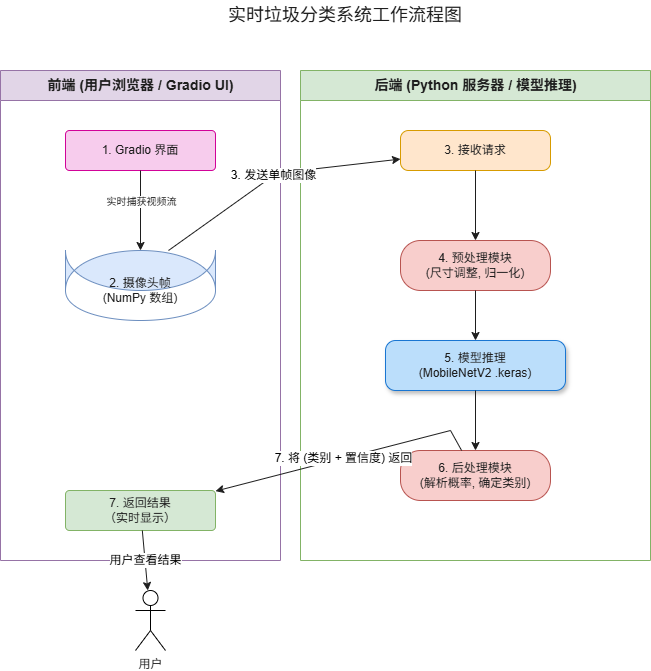 实时垃圾分类系统工作流程图
前端 (用户浏览器 / Gradio UI)
后端 (Python 服务器 / 模型推理)
1. Gradio 界面
3. 接收请求
3. 发送单帧图像
实时捕获视频流
4. 预处理模块
(尺寸调整, 归一化)
2. 摄像头帧
(NumPy 数组)
5. 模型推理
(MobileNetV2 .keras)
7. 将 (类别 + 置信度) 返回
6. 后处理模块
(解析概率, 确定类别)
7. 返回结果
（实时显示）
用户查看结果
用户